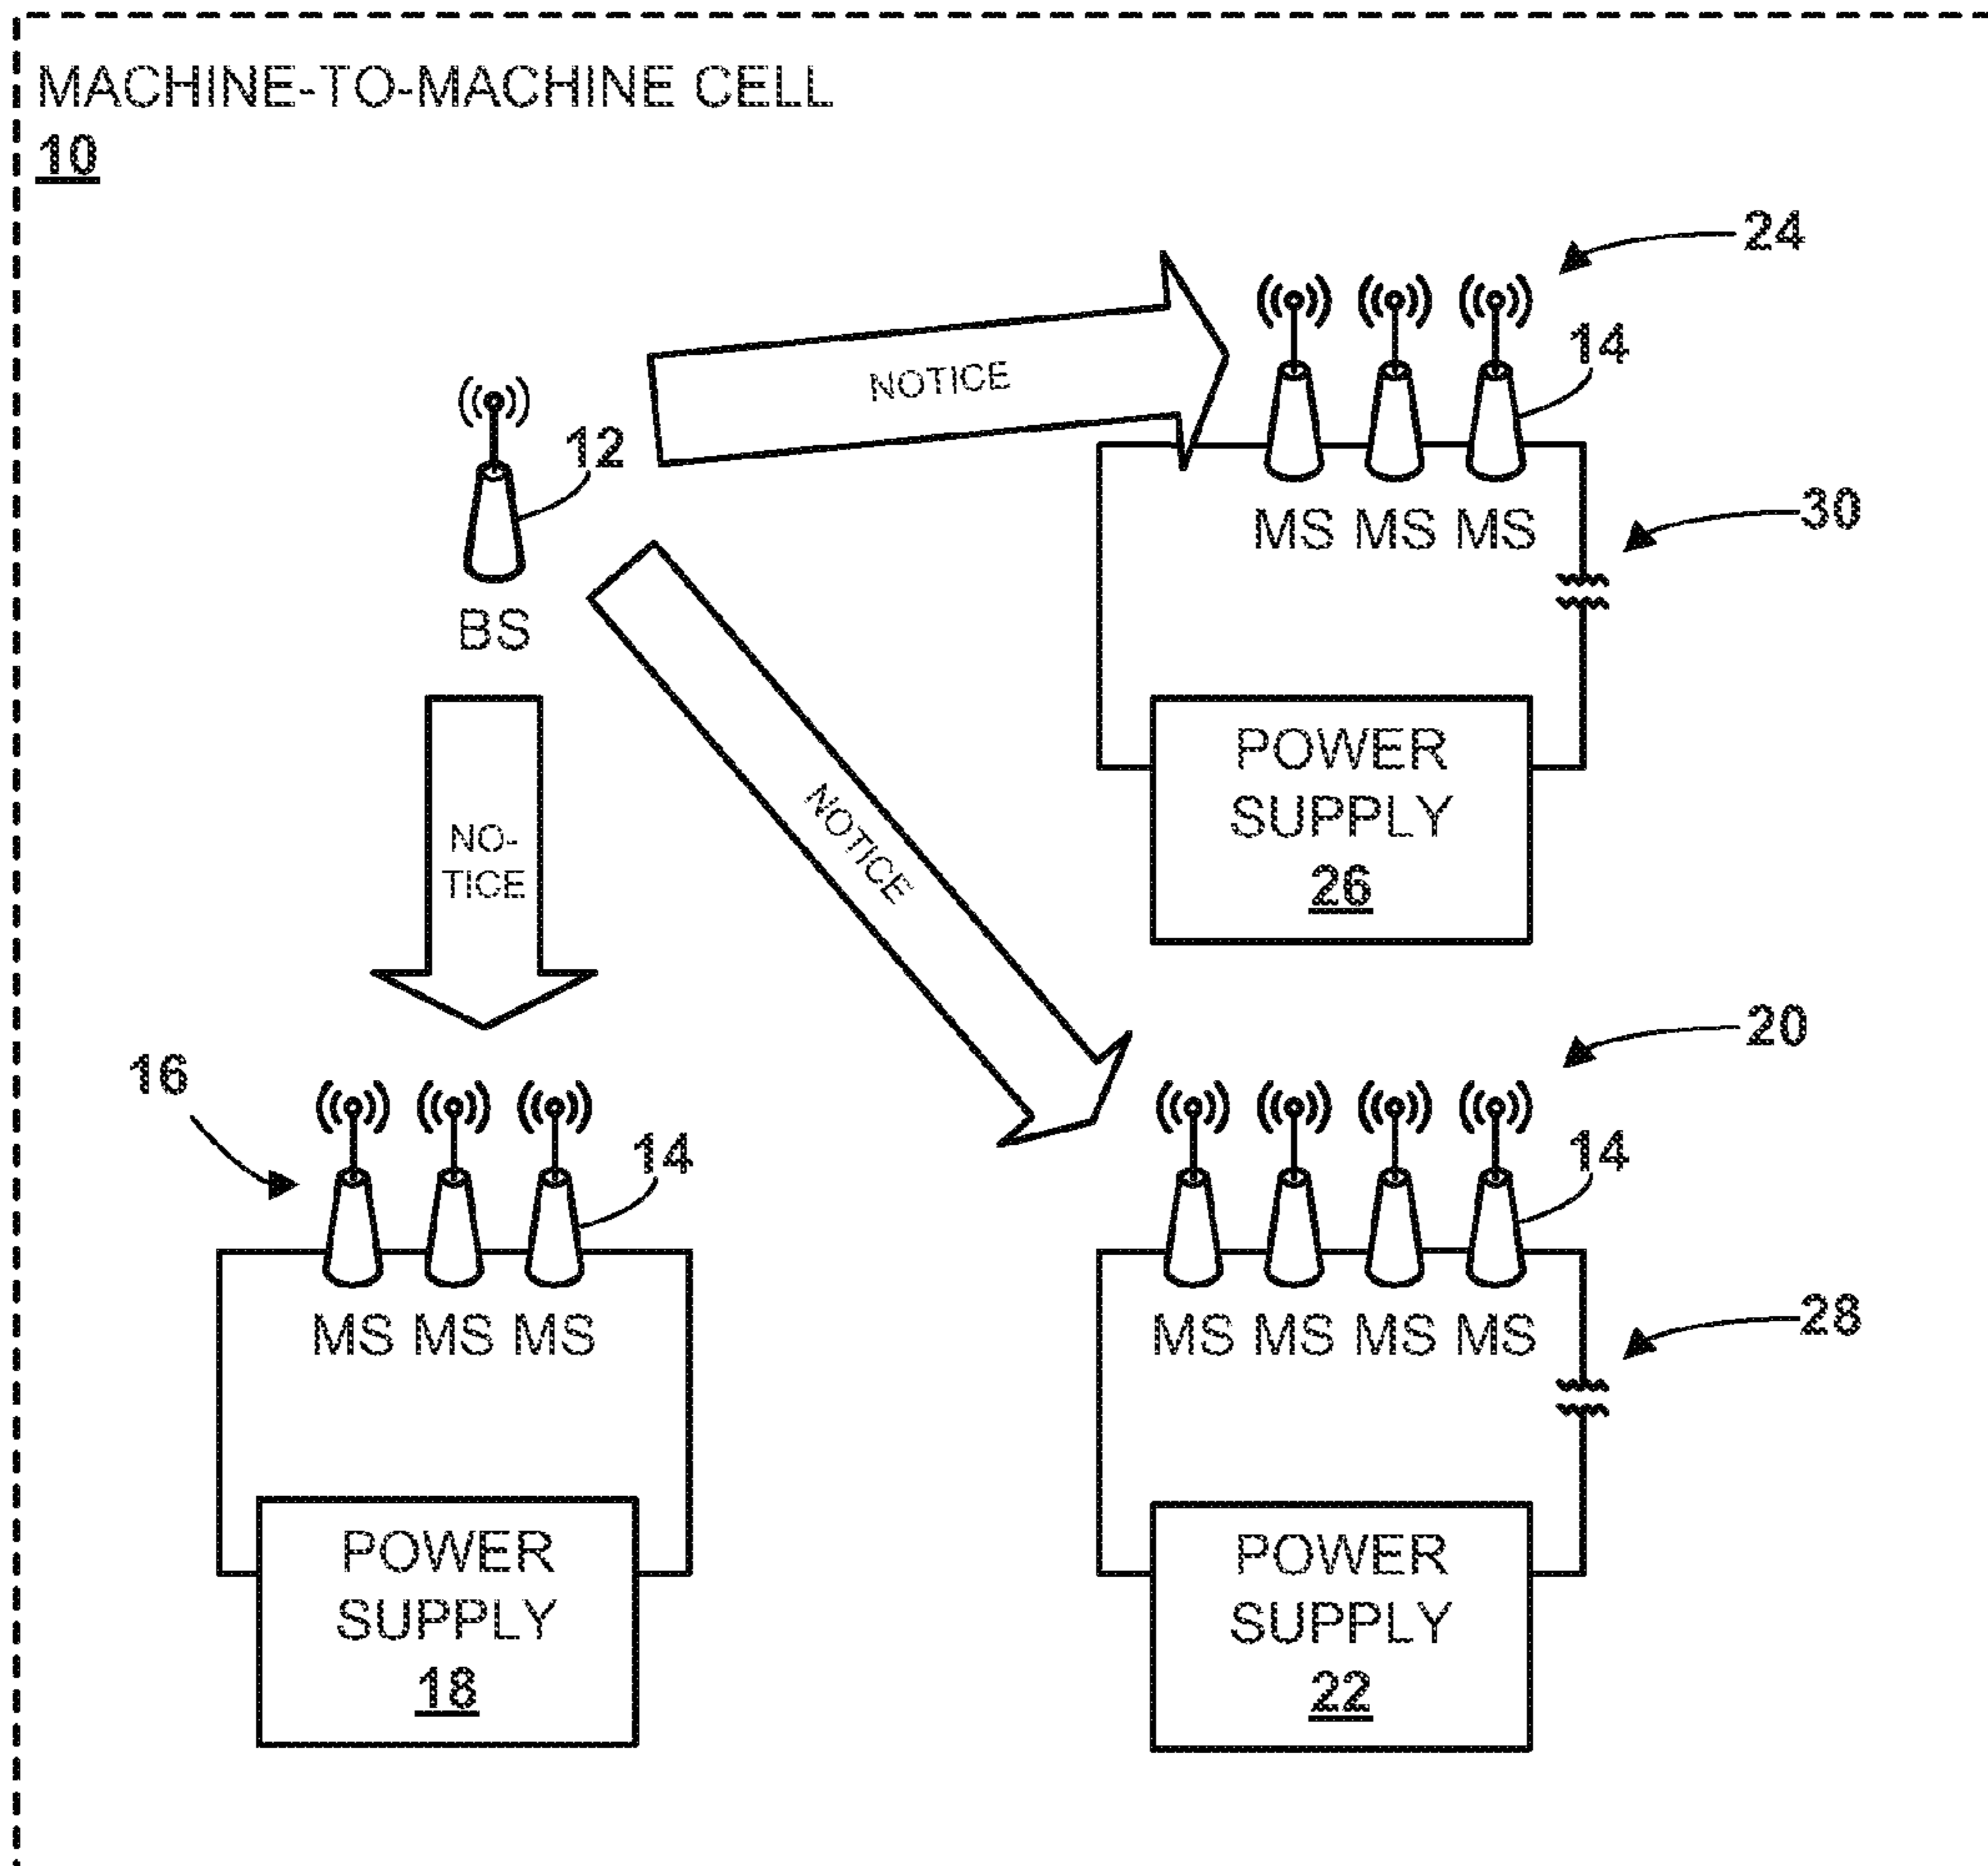 MACHINE-TO-MACHINE CELL
10
24
14
NOTICE
12
MS MS MS
30
BS
POWER
SUPPLY
26
NO-
TICE
NOTICE
20
16
14
14
MS MS MS
MS MS MS MS
28
POWER
SUPPLY
18
POWER
SUPPLY
22